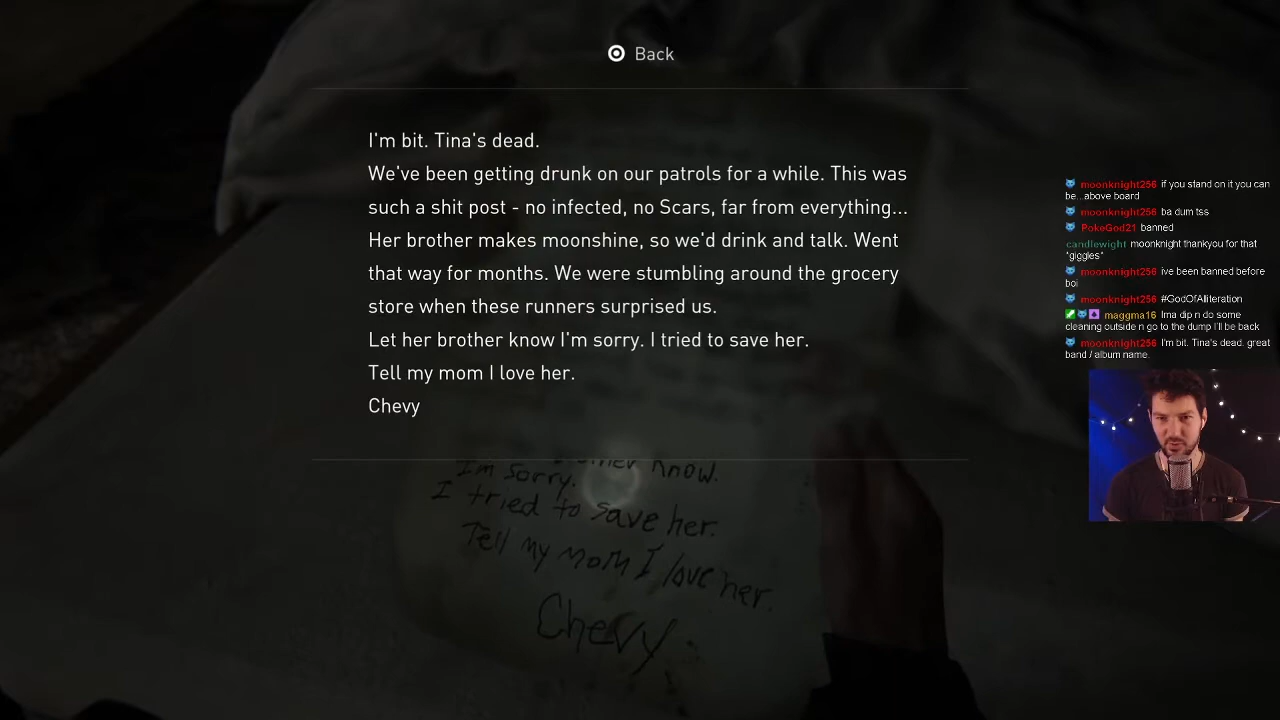 Back
I'm bit. Tina's dead.
We've been getting drunk on our patrols for a while. This was
such a shit post - no infected, no Scars, far from everything...
Her brother makes moonshine, so we'd drink and talk. Went
that way for months. We were stumbling around the grocery
store when these runners surprised us.
Let her brother know I'm sorry. I tried to save her.
Tell my mom I love her.
Chevy
know.
I'm sorry.
I tried to save her.
Tell my mom I love her.
Chevy
moonknight256 if you stand on it you can
be...above board
moonknight256 ba dum tss
PokeGod21 banned
candlewight moonknight thankyou for that
*giggles*
moonknight256 ive been banned before
boi
moonknight256 #GodOfAliteration
maggma16 Ima dip n do some
cleaning outside n go to the dump I'll be back
moonknight256 I'm bit. Tina's dead. great
band / album name.